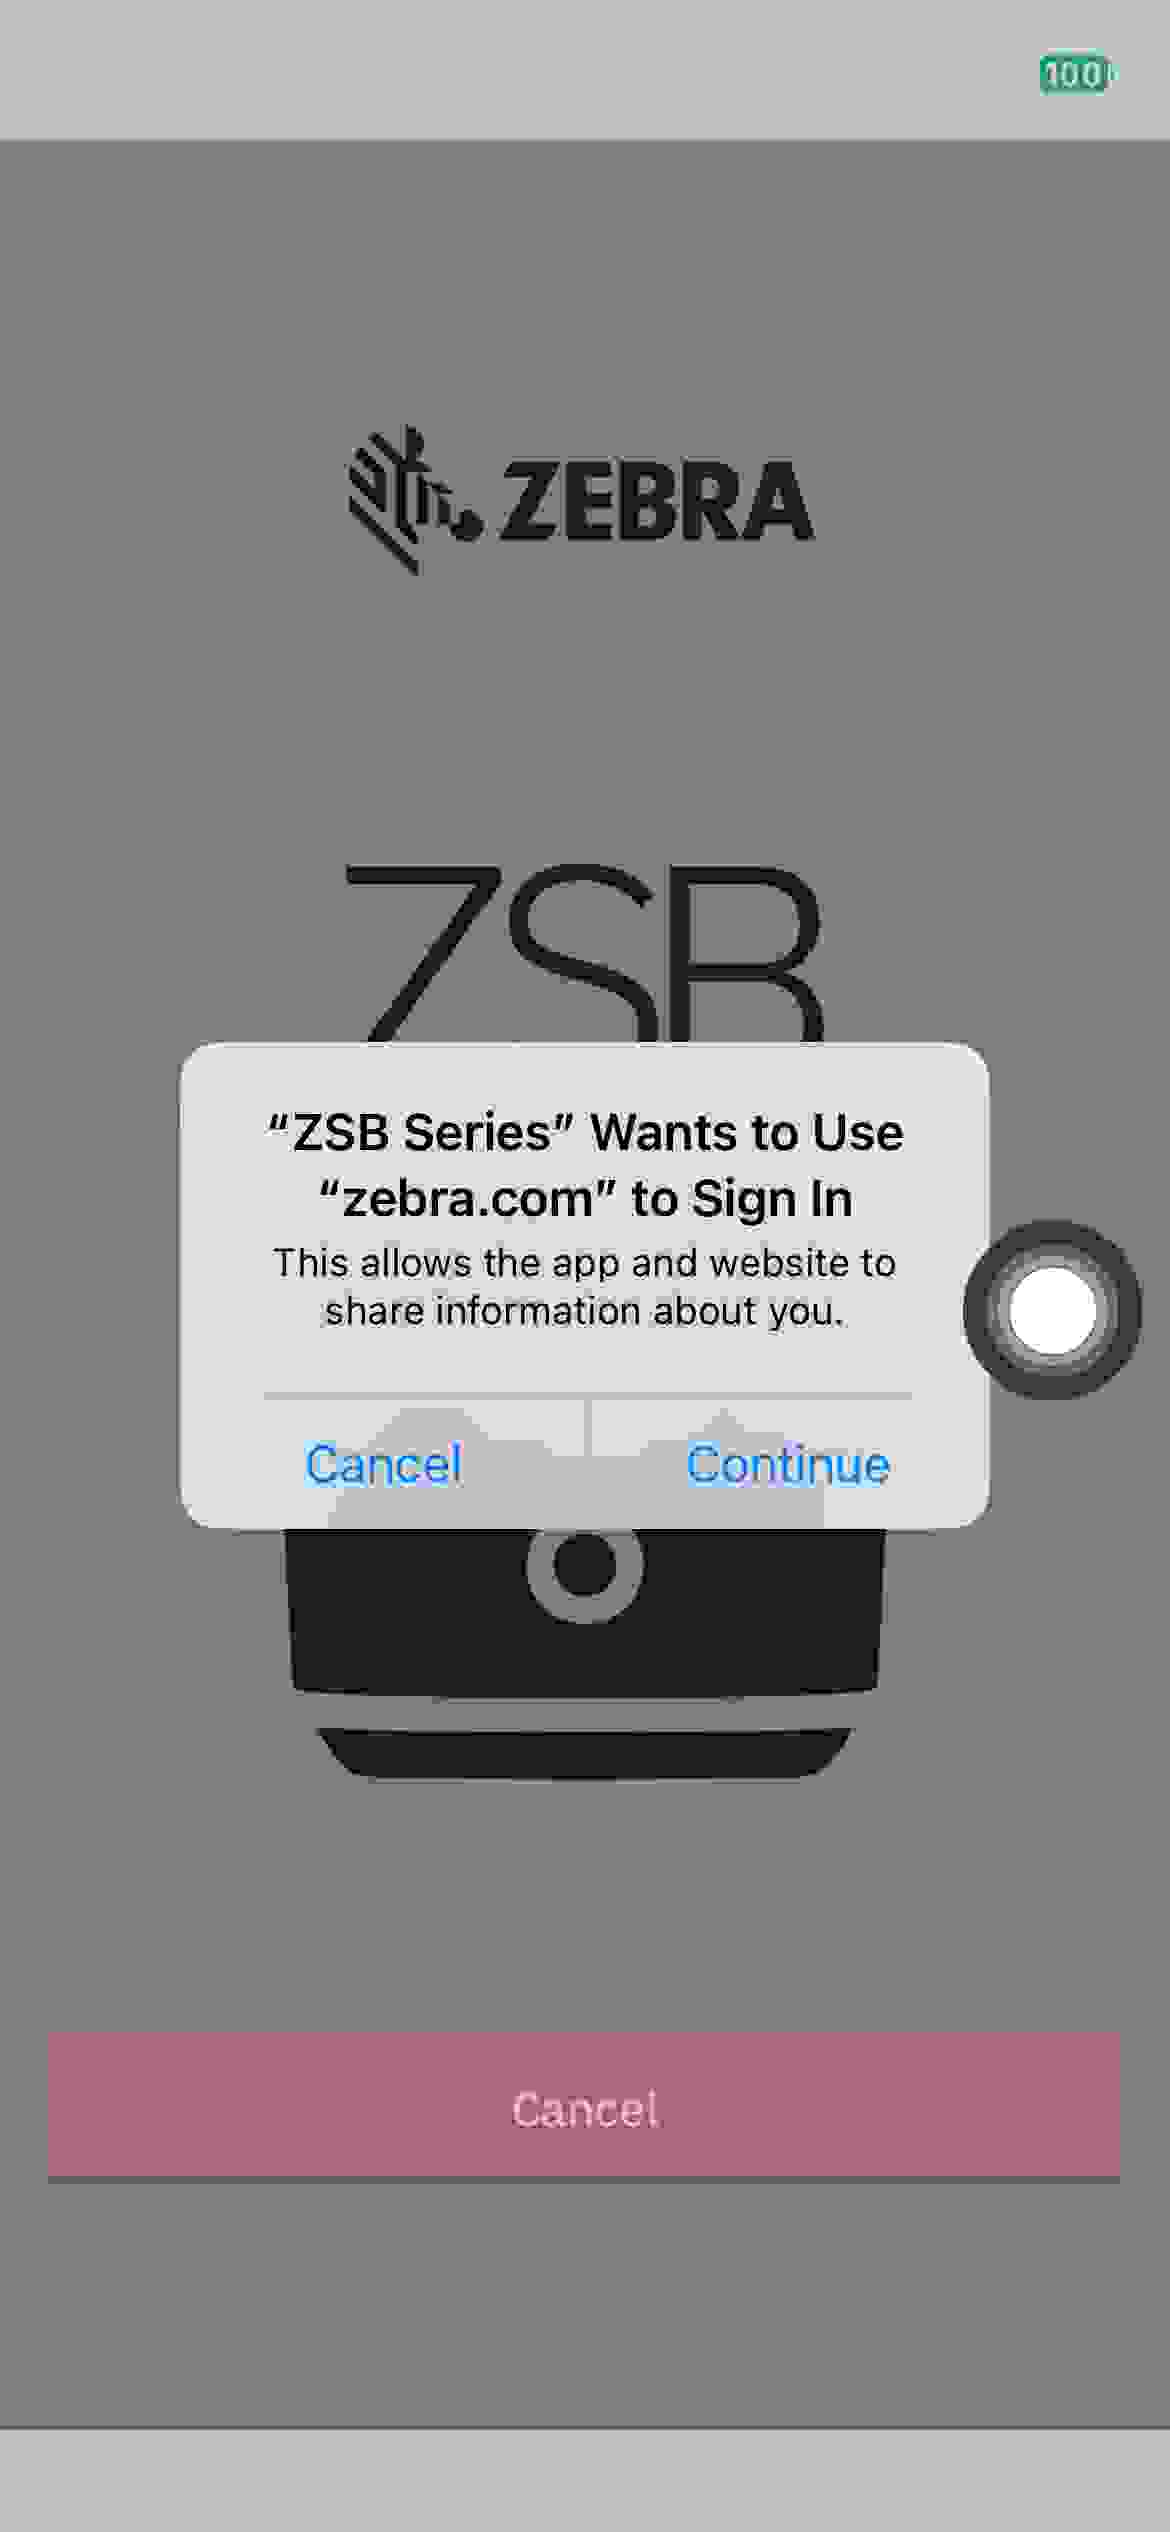 100
ZEBRA
ZSB
“ZSB Series” Wants to Use
“zebra.com” to Sign In
This allows the app and website to
share information about you.
Cancel
Continue
Cancel